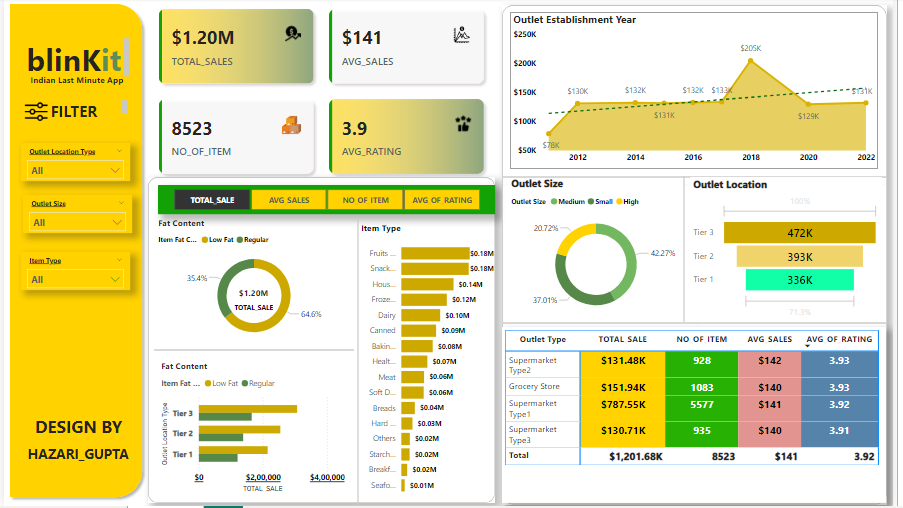 blinKit
Indian Last Minute App
FILTER
Outlet Location Type
All
Outlet Size
All
Item Type
All
DESIGN BY
HAZARI_GUPTA
$1.20M
TOTAL_SALES
$141
AVG_SALES
8523
NO_OF_ITEM
3.9
AVG_RATING
TOTAL_SALE
AVG SALES
NO OF ITEM
AVG OF RATING
Fat Content
Item Fat C... Low Fat Regular
35.4%
$1.20M
TOTAL_SALE
64.6%
Fat Content
Item Fat ... Low Fat Regular
Outlet Location Type
Tier 3
Tier 2
Tier 1
$0 $2,00,000 $4,00,000
TOTAL_SALE
Item Type
Fruits ... $0.18M
Snack... $0.18M
Hous... $0.14M
Froze... $0.12M
Dairy $0.10M
Canned $0.09M
Bakin... $0.08M
Healt... $0.07M
Meat $0.06M
Soft D... $0.06M
Breads $0.04M
Hard ... $0.03M
Others $0.02M
Starch... $0.02M
Breakf... $0.02M
Seafo... $0.01M
Outlet Establishment Year
$250K
$200K
$150K
$100K
$50K
$78K
$130K
$132K
$131K
$132K
$133K
$205K
$129K
$131K
2012 2014 2016 2018 2020 2022
Outlet Size
Outlet Size Medium Small High
20.72%
42.27%
37.01%
Outlet Location
100%
Tier 3 472K
Tier 2 393K
Tier 1 336K
71.3%
Outlet Type TOTAL SALE NO OF ITEM AVG SALES AVG OF RATING
Supermarket Type2 $131.48K 928 $142 3.93
Grocery Store $151.94K 1083 $140 3.93
Supermarket Type1 $787.55K 5577 $141 3.92
Supermarket Type3 $130.71K 935 $140 3.91
Total $1,201.68K 8523 $141 3.92